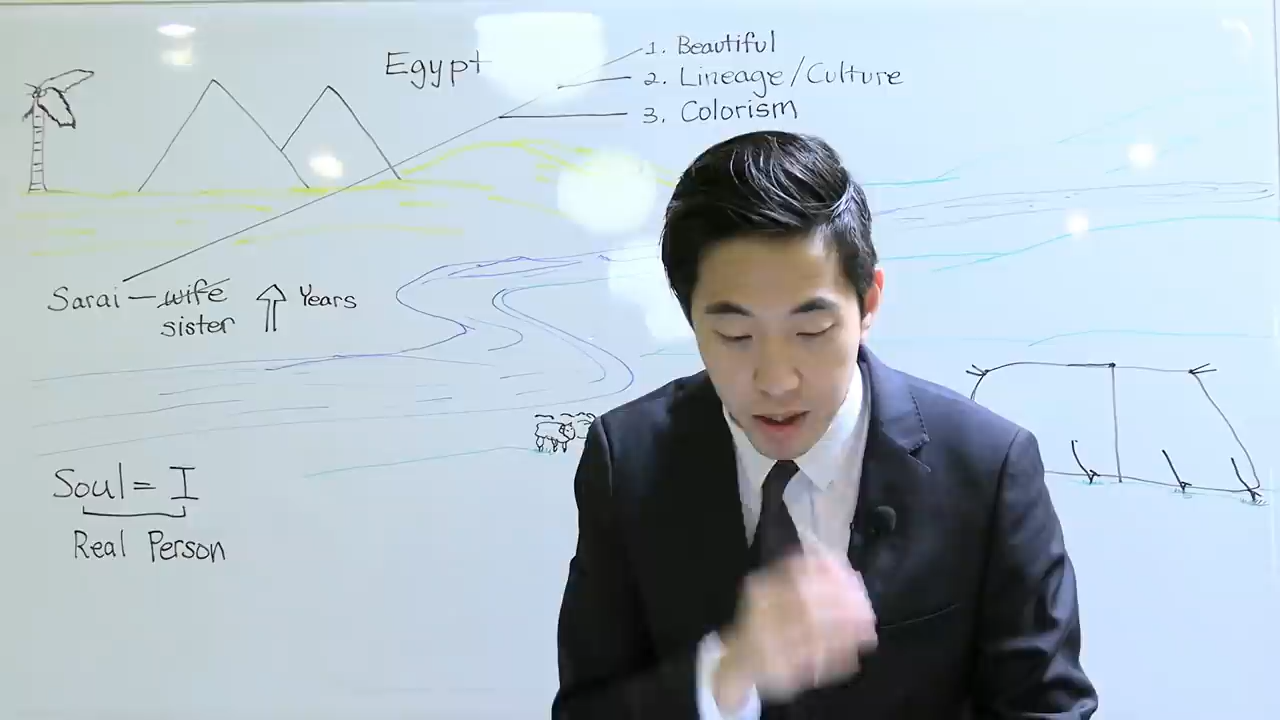 Egypt
1. Beautiful
2. Lineage/Culture
3. Colorism
Sarai – wife
sister
Years
Soul = I
Real Person